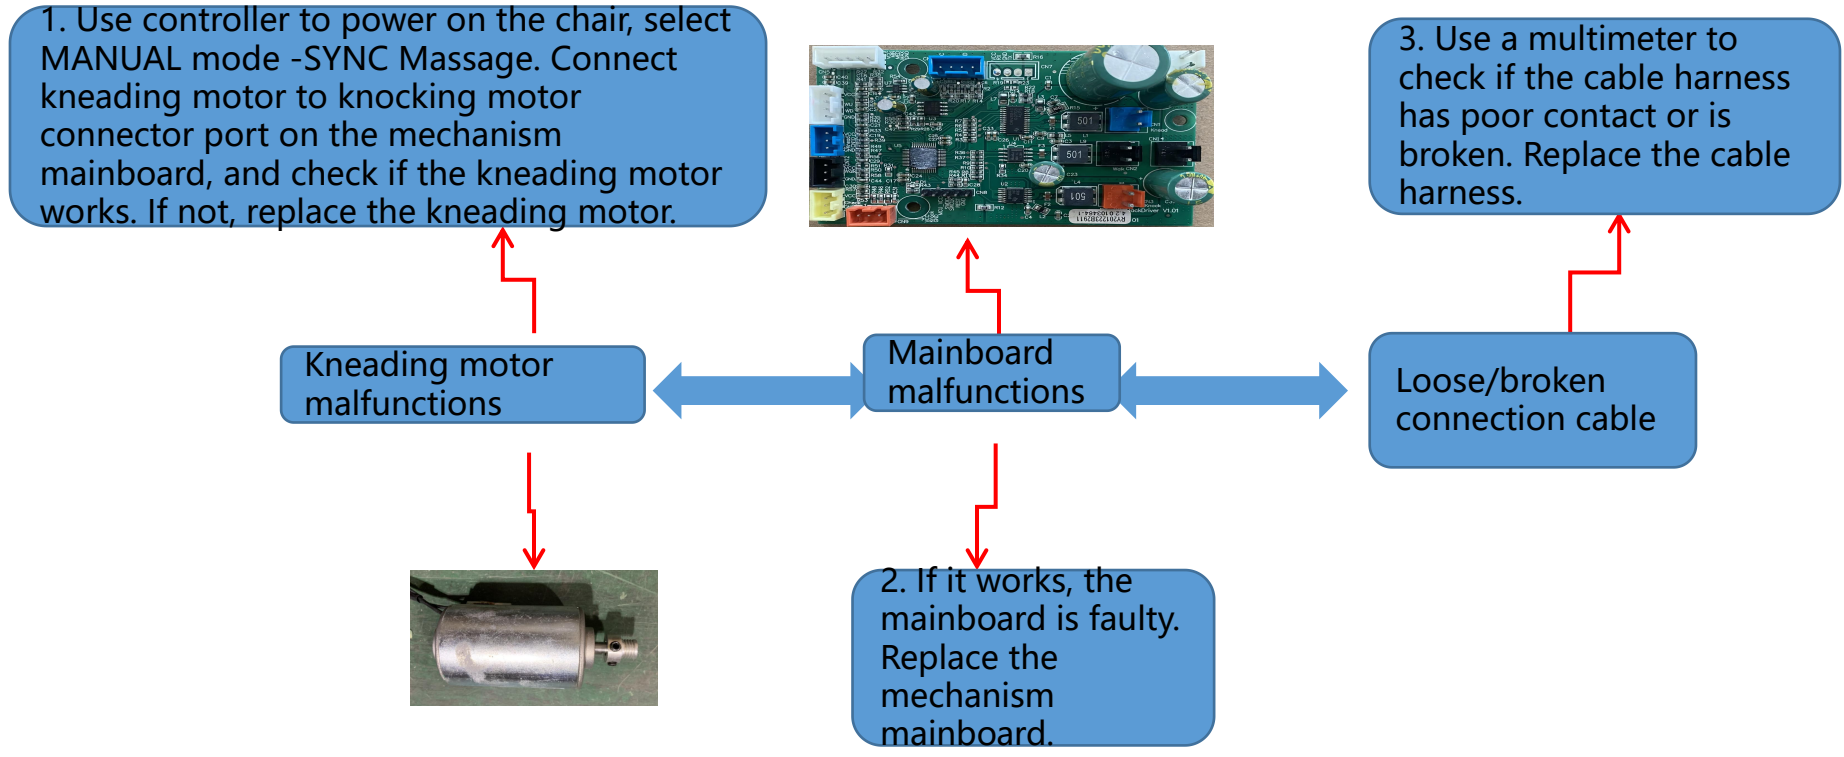 1. Use controller to power on the chair, select
MANUAL mode -SYNC Massage. Connect
kneading motor to knocking motor
connector port on the mechanism
mainboard, and check if the kneading motor
works. If not, replace the kneading motor.
3. Use a multimeter to
check if the cable harness
has poor contact or is
broken. Replace the cable
harness.
501
501
501
Kneading motor
malfunctions
Mainboard
malfunctions
Loose/broken
connection cable
2. If it works, the
mainboard is faulty.
Replace the
mechanism
mainboard.